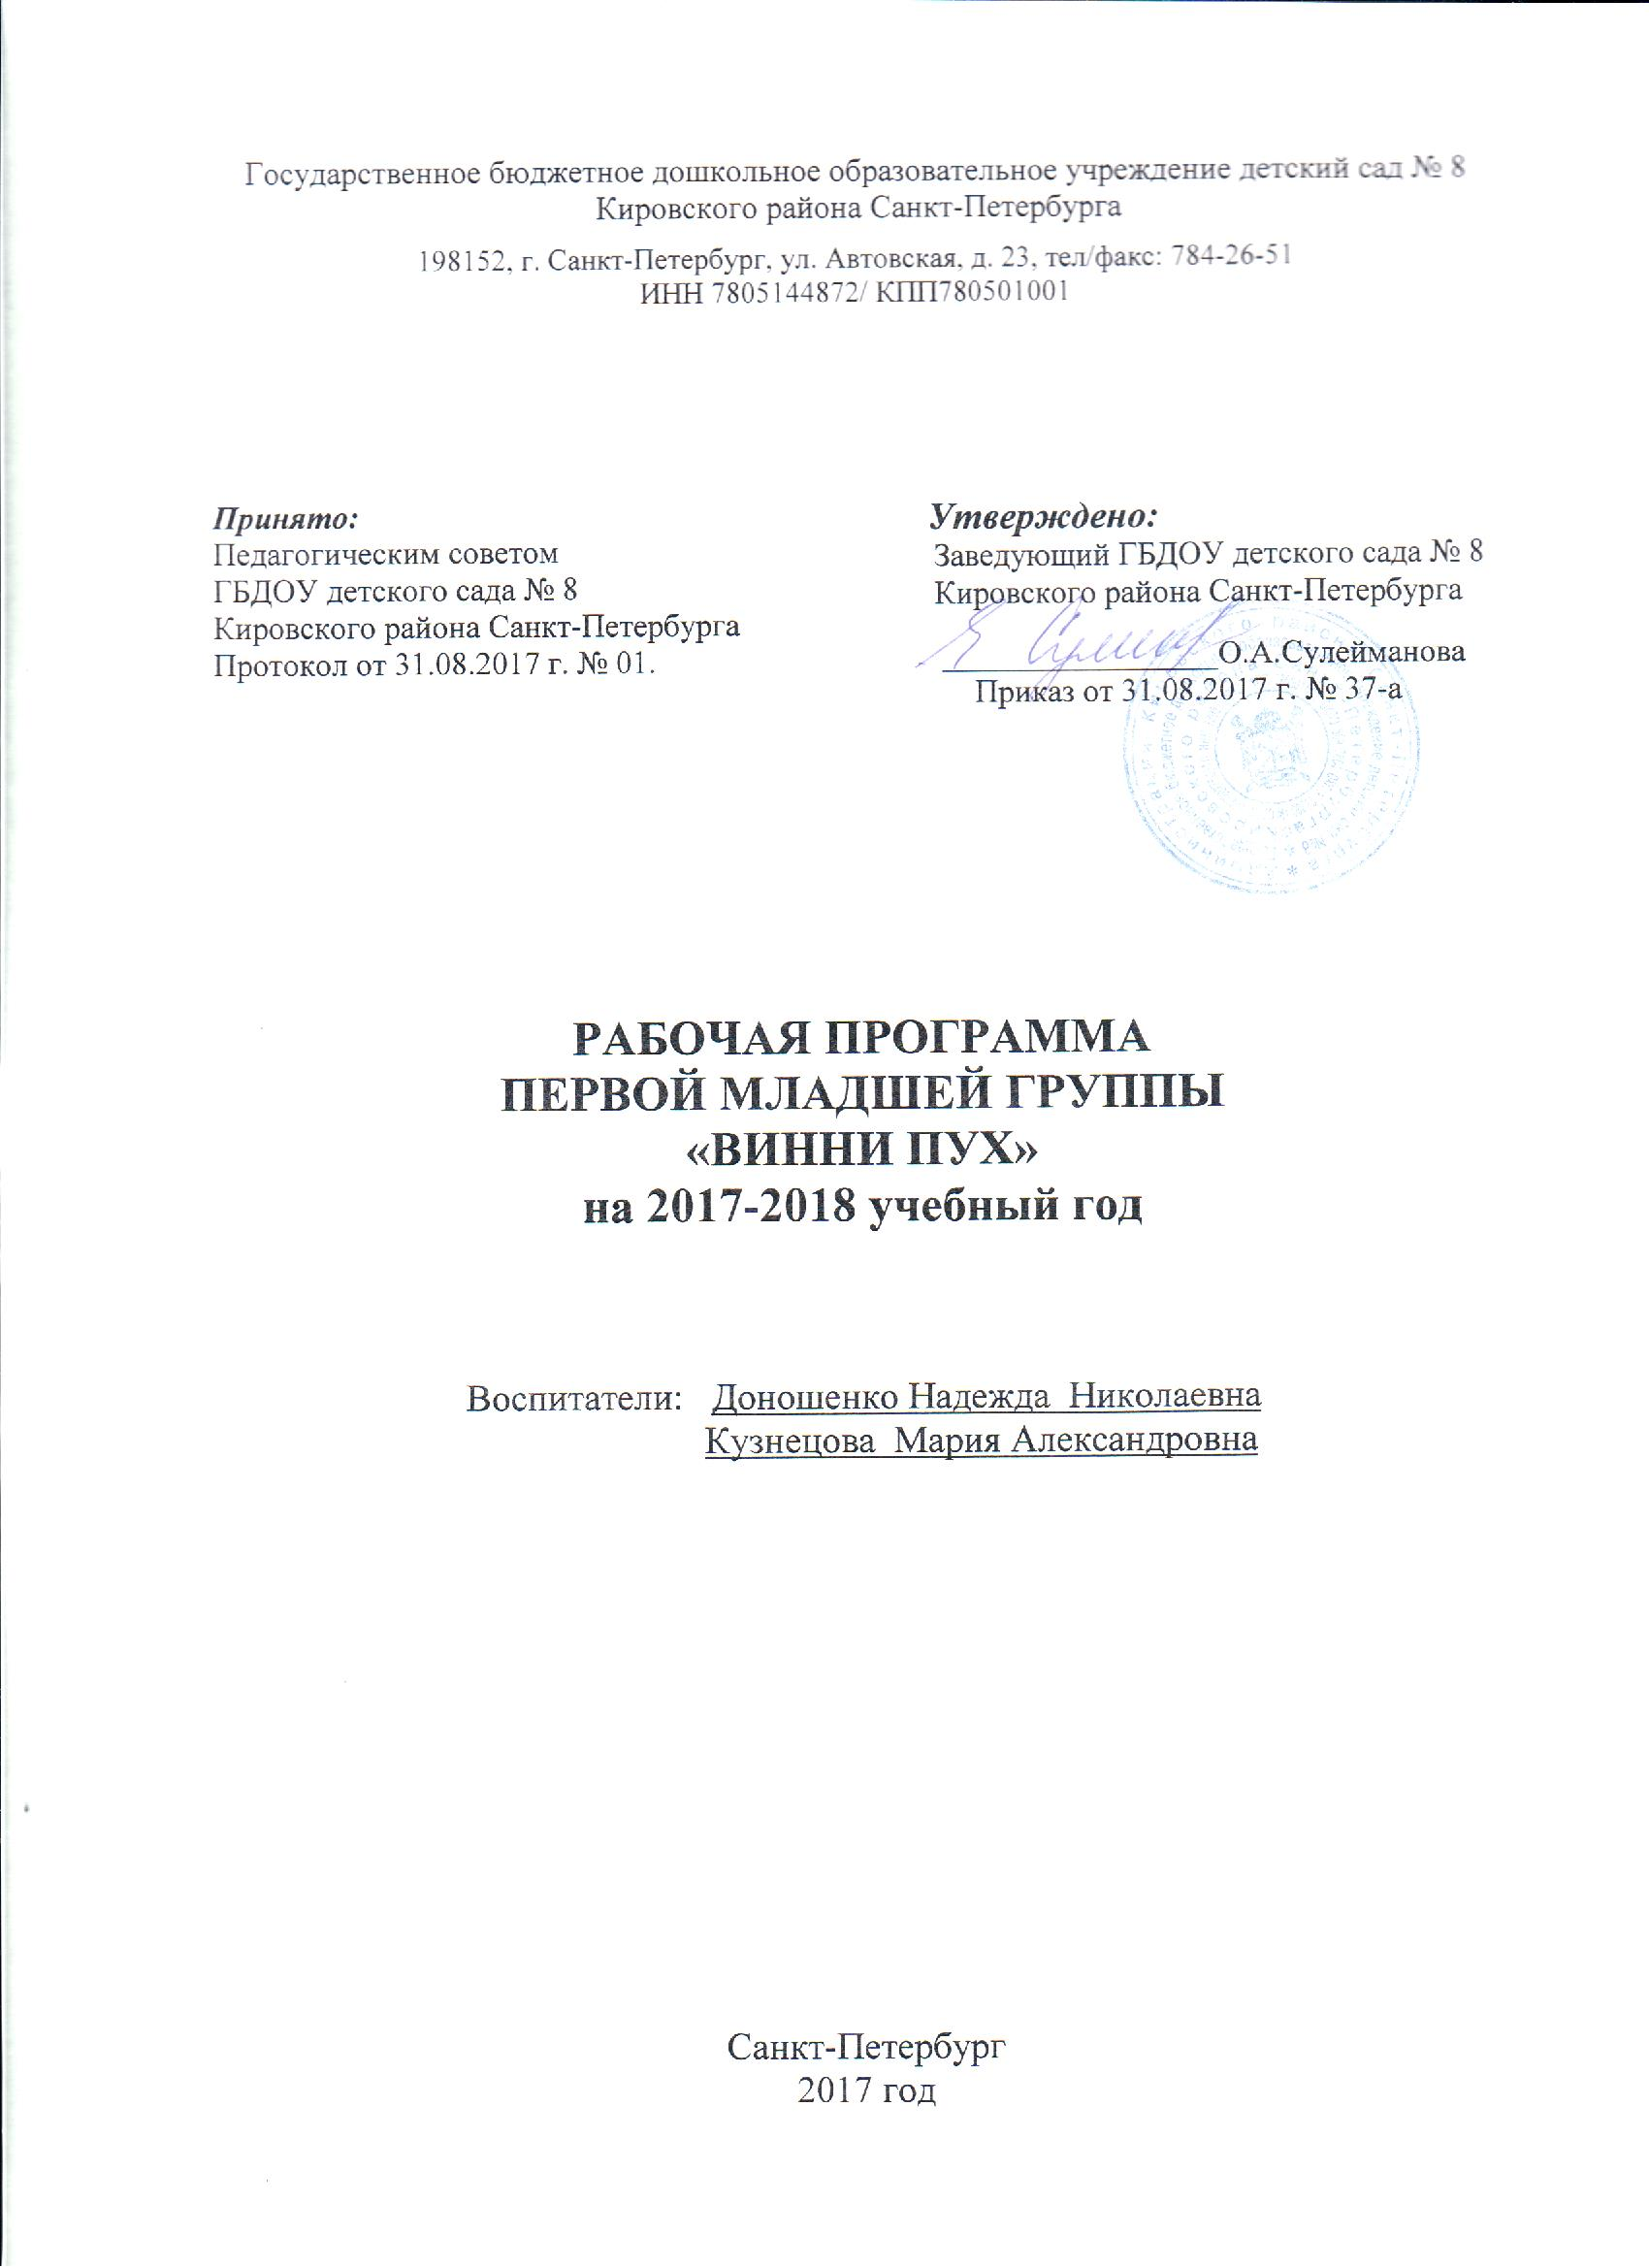 Государственное бюджетное дошкольное образовательное учреждение детский сад № 8
Кировского района Санкт-Петербурга
198152, г. Санкт-Петербург, ул. Автовская, д. 23, тел/факс: 784-26-51
ИНН 7805144872/ КПП780501001
Принято:
Педагогическим советом
ГБДОУ детского сада № 8
Кировского района Санкт-Петербурга
Протокол от 31.08.2017 г. № 01.
Утверждено:
Заведующий ГБДОУ детского сада № 8
Кировского района Санкт-Петербурга
О.А.Сулейманова
Приказ от 31.08.2017 г. № 37-а
РАБОЧАЯ ПРОГРАММА
ПЕРВОЙ МЛАДШЕЙ ГРУППЫ
«ВИННИ ПУХ»
на 2017-2018 учебный год
Воспитатели: Доношенко Надежда Николаевна
Кузнецова Мария Александровна
Санкт-Петербург
2017 год